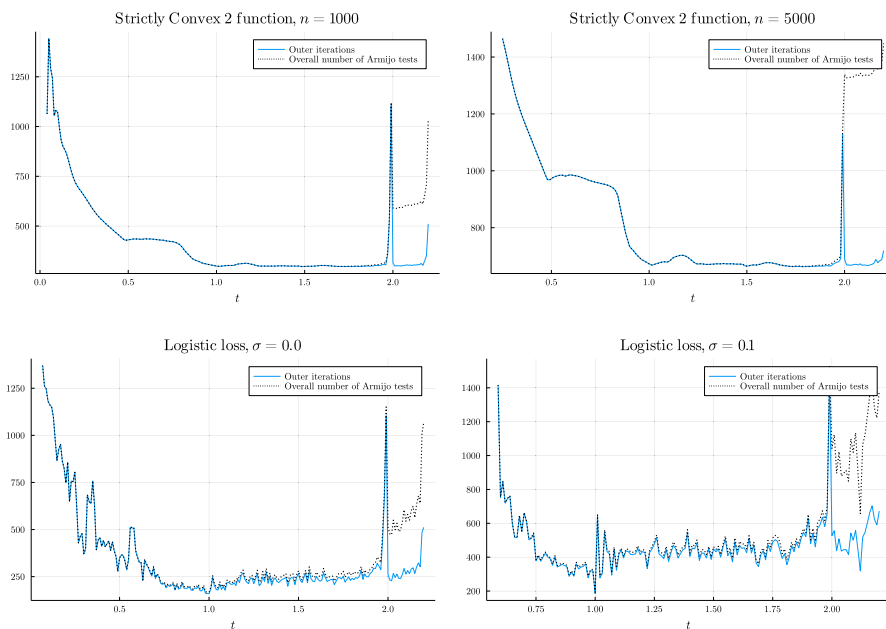 Strictly Convex 2 function, n = 1000
Outer iterations
Overall number of Armijo tests
1250
1000
750
500
0.0 0.5 1.0 1.5 2.0
t
Strictly Convex 2 function, n = 5000
Outer iterations
Overall number of Armijo tests
1400
1200
1000
800
0.5 1.0 1.5 2.0
t
Logistic loss, σ = 0.0
Outer iterations
Overall number of Armijo tests
1250
1000
750
500
250
0.5 1.0 1.5 2.0
t
Logistic loss, σ = 0.1
Outer iterations
Overall number of Armijo tests
1400
1200
1000
800
600
400
200
0.75 1.00 1.25 1.50 1.75 2.00
t